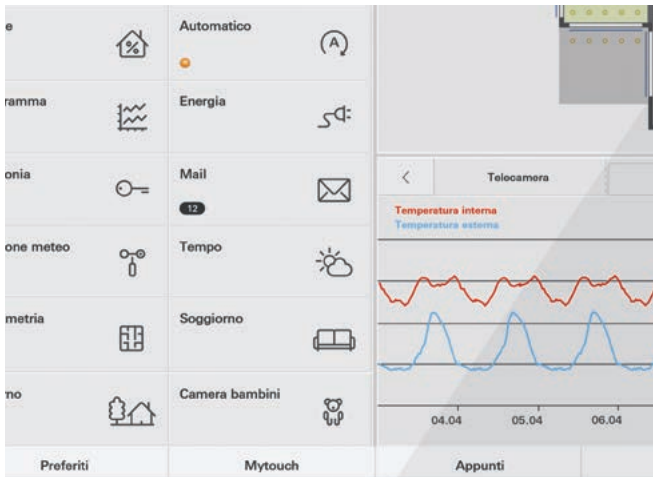 e
Automatico
A
%
ramma
Energia
onia
Mail
12
< Telecamera
Temperatura interna
Temperatura esterna
one meteo
Tempo
metria
Soggiorno
no
Camera bambini
04.04 05.04 06.04
Preferiti Mytouch Appunti